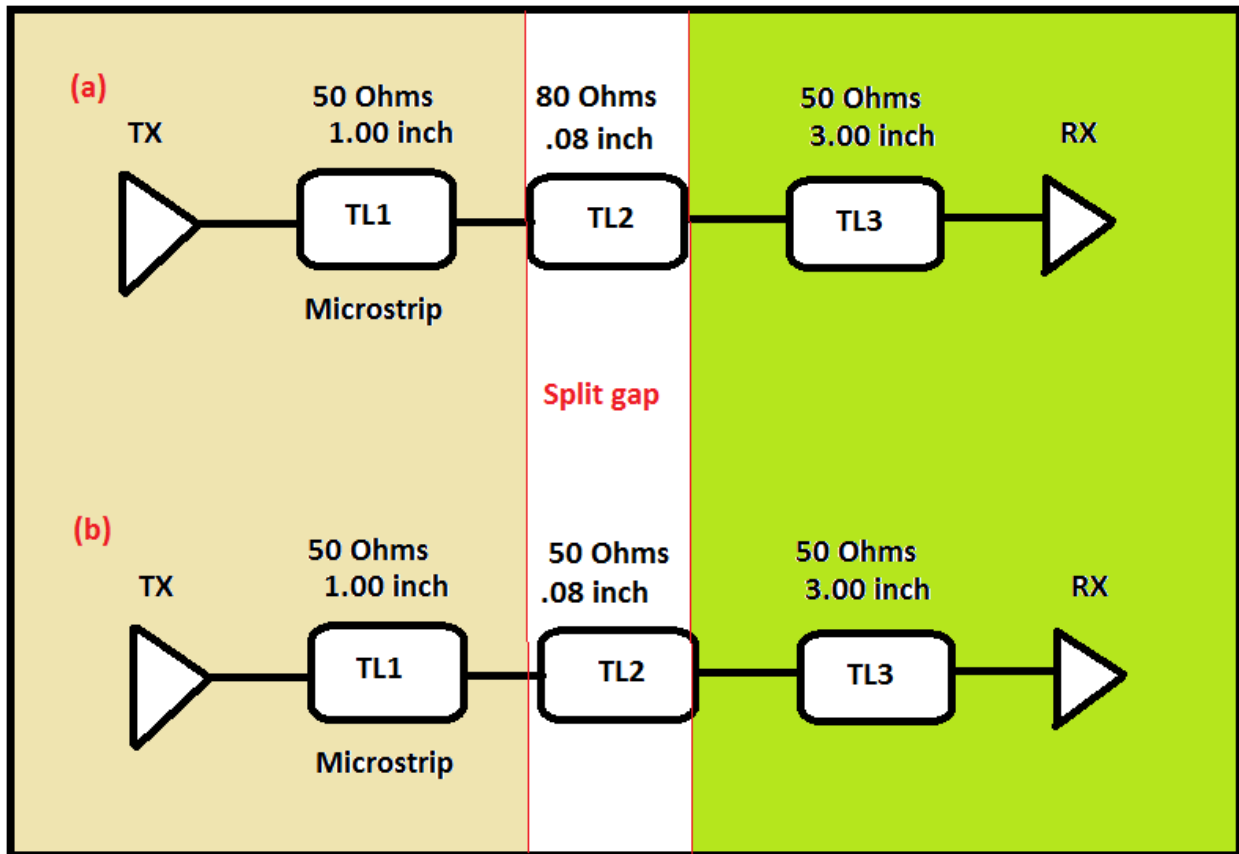 (a)
50 Ohms
1.00 inch
80 Ohms
.08 inch
50 Ohms
3.00 inch
TX
RX
TL1
TL2
TL3
Microstrip
Split gap
(b)
50 Ohms
1.00 inch
50 Ohms
.08 inch
50 Ohms
3.00 inch
TX
RX
TL1
TL2
TL3
Microstrip